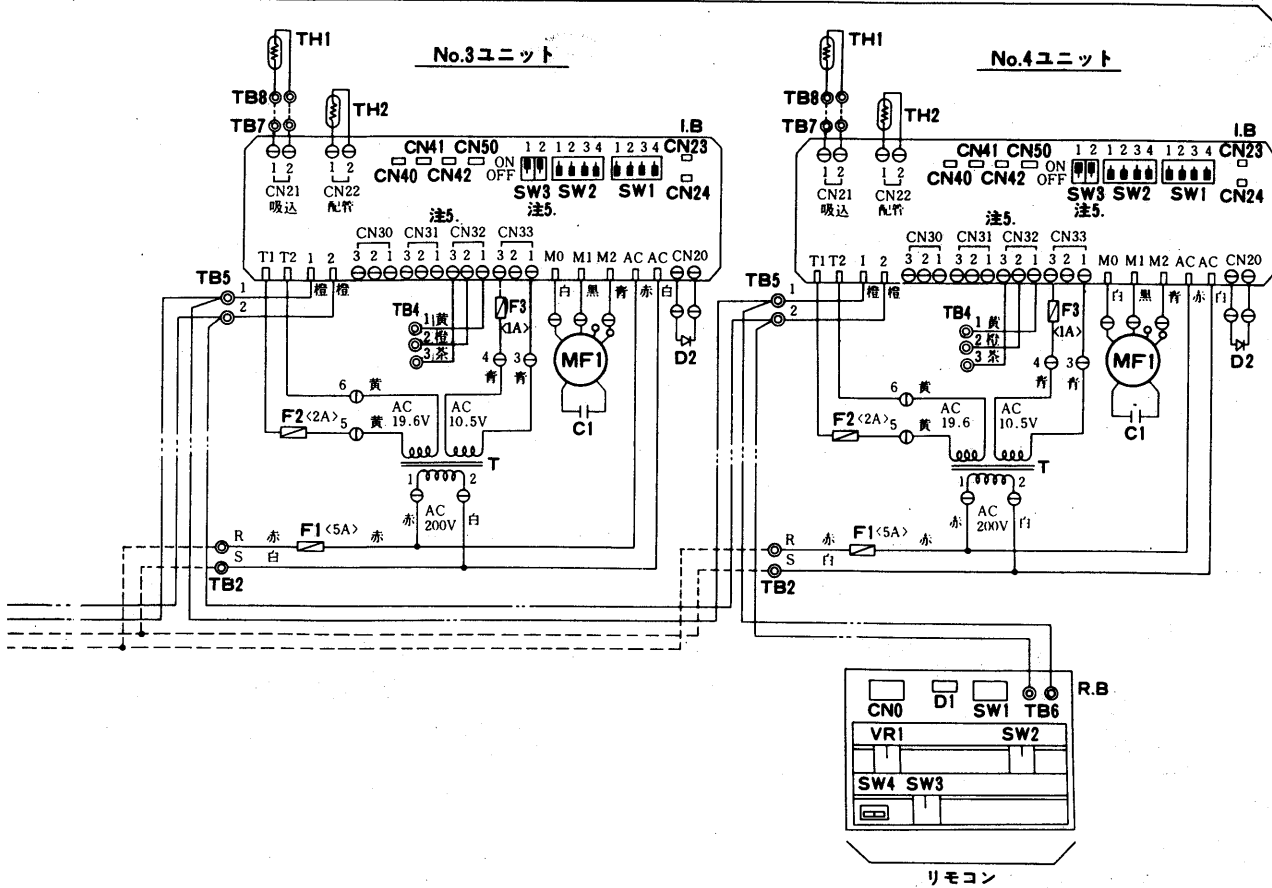 No.3ユニット
TH1
TB8
TH2
TB7
I.B
CN41 CN50
1 2 1 2 3 4 1 2 3 4
CN23
ON
OFF
CN40 CN42
SW3 SW2 SW1
CN24
1 2
CN21
吸込
1 2
CN22
配管
注5.
注5.
CN30 CN31 CN32 CN33
T1 T2 1 2 3 2 1 3 2 1 3 2 1 3 2 1 M0 M1 M2 AC AC CN20
TB5
1
2
橙 橙
白 黒 青 赤 白
TB4
1 黄
2 橙
3 茶
F3
<1A>
MF1
D2
4 3
青 青
C1
6 黄
F2<2A> 5 黄
AC
19.6V
AC
10.5V
T
1 2
赤 AC
200V 白
R 赤 F1<5A> 赤
S 白
TB2
No.4ユニット
TH1
TB8
TH2
TB7
I.B
CN41 CN50
1 2 1 2 3 4 1 2 3 4
CN23
ON
OFF
CN40 CN42
SW3 SW2 SW1
CN24
1 2
CN21
吸込
1 2
CN22
配管
注5.
注5.
CN30 CN31 CN32 CN33
T1 T2 1 2 3 2 1 3 2 1 3 2 1 3 2 1 M0 M1 M2 AC AC CN20
TB5
1
2
橙 橙
白 黒 青 赤 白
TB4
1 黄
2 橙
3 茶
F3
<1A>
MF1
D2
4 3
青 青
C1
6 黄
F2<2A> 5 黄
AC
19.6
AC
10.5V
T
1 2
赤 AC
200V 白
R 赤 F1<5A> 赤
S 白
TB2
R.B
CN0 D1 SW1 TB6
VR1 SW2
SW4 SW3
リモコン